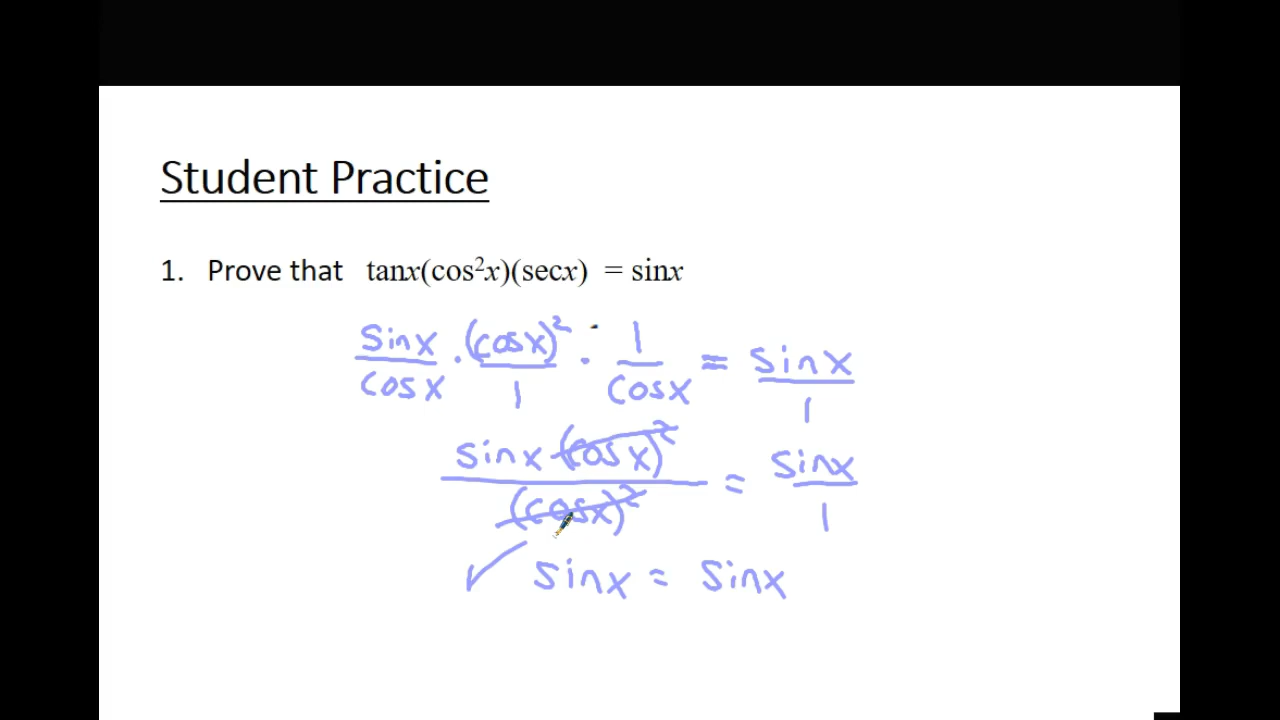 Student Practice
1. Prove that tanx(cos²x)(secx) = sinx
sinx/cosx · (cosx)²/1 · 1/cosx = sinx/1
sinx (cosx)²/(cosx)² = sinx/1
✓ sinx = sinx